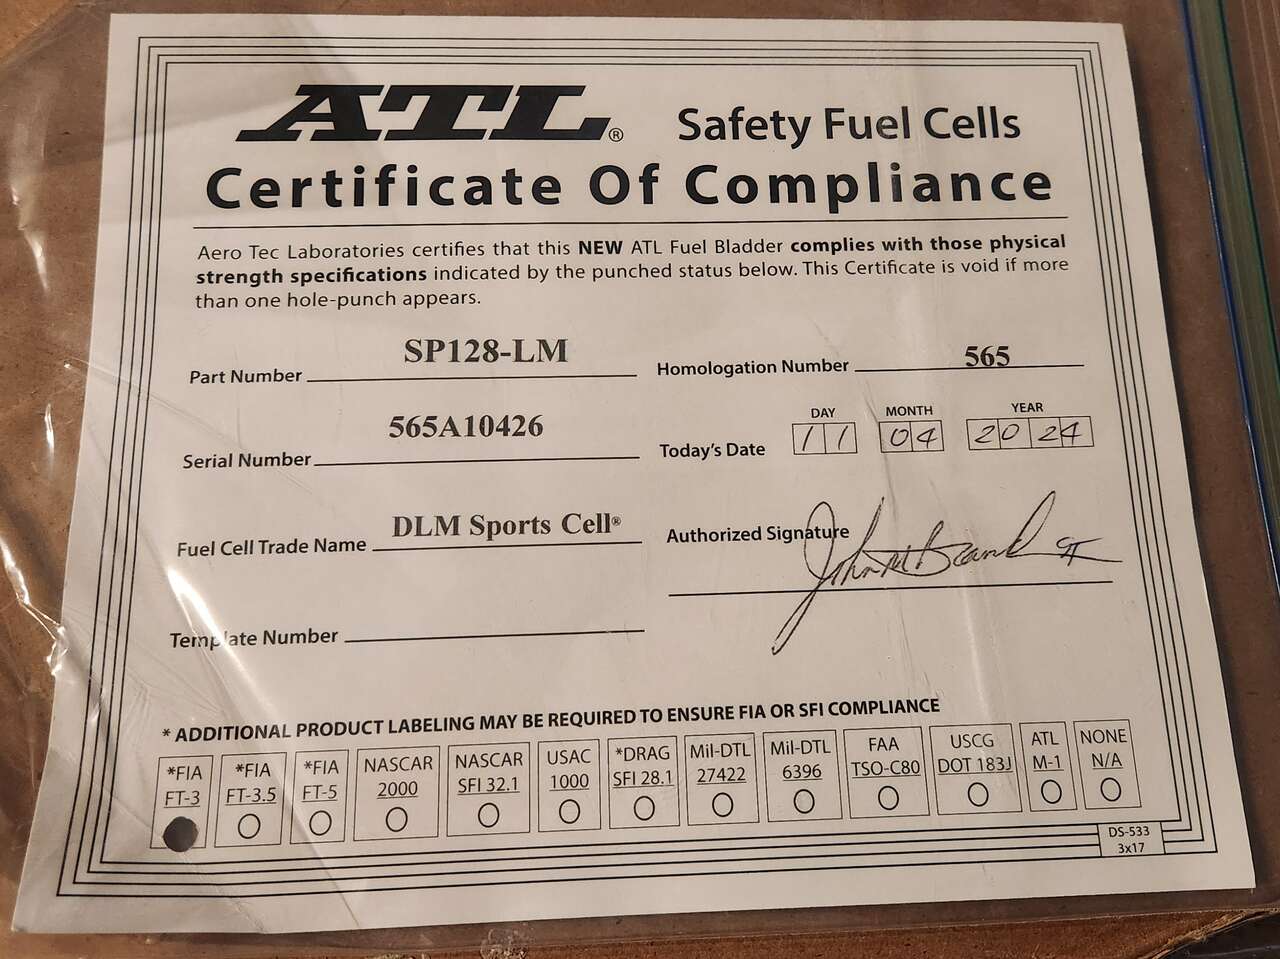 ATL® Safety Fuel Cells
Certificate Of Compliance
Aero Tec Laboratories certifies that this NEW ATL Fuel Bladder complies with those physical
strength specifications indicated by the punched status below. This Certificate is void if more
than one hole-punch appears.
Part Number SP128-LM
Homologation Number 565
Serial Number 565A10426
DAY MONTH YEAR
Today's Date 11 04 2024
Fuel Cell Trade Name DLM Sports Cell®
Authorized Signature
Template Number
* ADDITIONAL PRODUCT LABELING MAY BE REQUIRED TO ENSURE FIA OR SFI COMPLIANCE
*FIA *FIA *FIA NASCAR NASCAR USAC *DRAG Mil-DTL Mil-DTL FAA USCG ATL NONE
FT-3 FT-3.5 FT-5 2000 SFI 32.1 1000 SFI 28.1 27422 6396 TSO-C80 DOT 183J M-1 N/A
DS-533
3x17